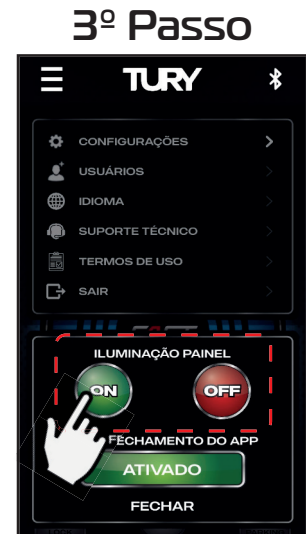 3º Passo
TURY
CONFIGURAÇÕES
USUÁRIOS
IDIOMA
SUPORTE TÉCNICO
TERMOS DE USO
SAIR
ILUMINAÇÃO PAINEL
ON OFF
FECHAMENTO DO APP
ATIVADO
FECHAR